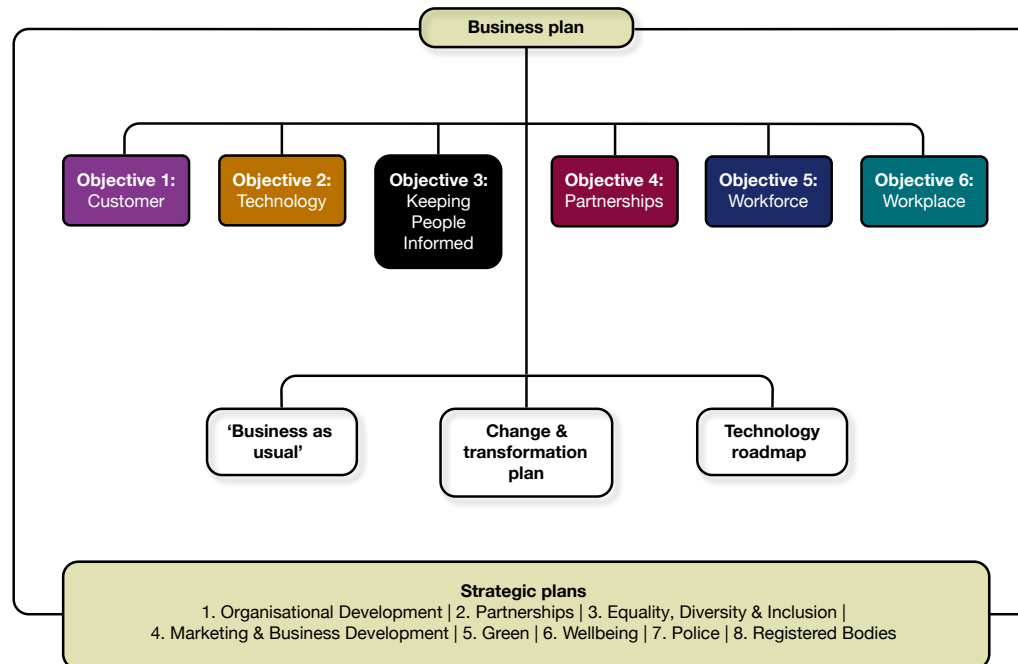 Business plan
Objective 1:
Customer
Objective 2:
Technology
Objective 3:
Keeping
People
Informed
Objective 4:
Partnerships
Objective 5:
Workforce
Objective 6:
Workplace
‘Business as
usual’
Change &
transformation
plan
Technology
roadmap
Strategic plans
1. Organisational Development | 2. Partnerships | 3. Equality, Diversity & Inclusion |
4. Marketing & Business Development | 5. Green | 6. Wellbeing | 7. Police | 8. Registered Bodies